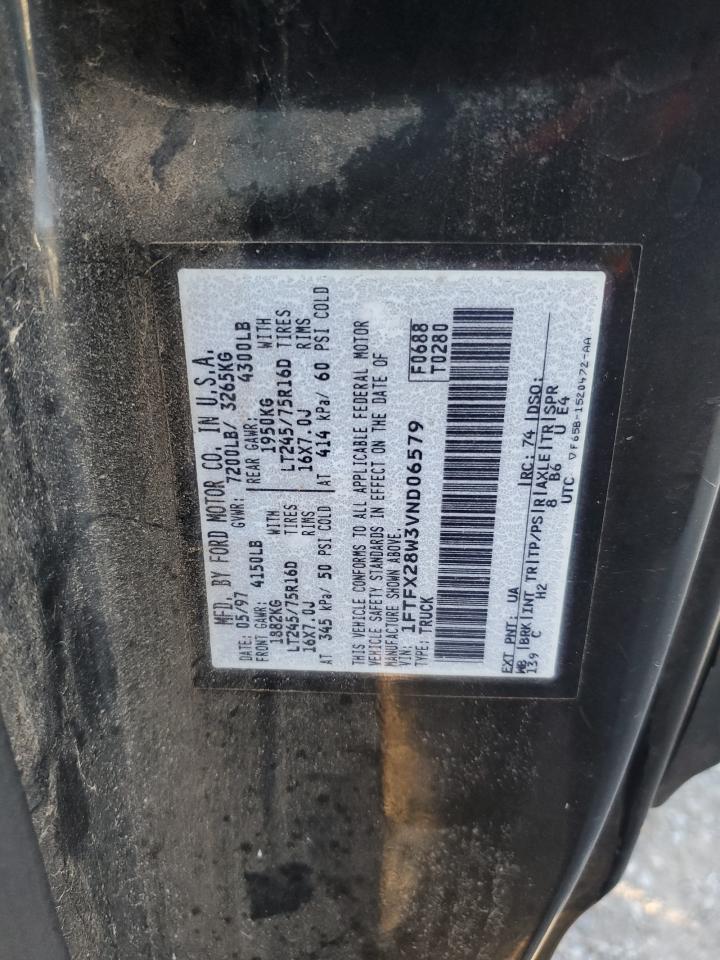 MFD. BY FORD MOTOR CO. IN U.S.A.
DATE: 05/97 GVWR: 7200LB/ 3265KG
FRONT GAWR: 4150LB REAR GAWR: 4300LB
1882KG WITH 1950KG WITH
LT245/75R16D TIRES LT245/75R16D TIRES
16X7.0J RIMS 16X7.0J RIMS
AT 345 kPa/ 50 PSI COLD AT 414 kPa/ 60 PSI COLD
THIS VEHICLE CONFORMS TO ALL APPLICABLE FEDERAL MOTOR
VEHICLE SAFETY STANDARDS IN EFFECT ON THE DATE OF
MANUFACTURE SHOWN ABOVE.
VIN: 1FTFX28W3VND06579 F0688
TYPE: TRUCK T0280
EXT PNT: UA RC: 74 DSO:
WB BRK INT TR TP/PS R AXLE TR SPR
139 C H2 8 B6 U E4
UTC
▽ F65B-1520472-AA